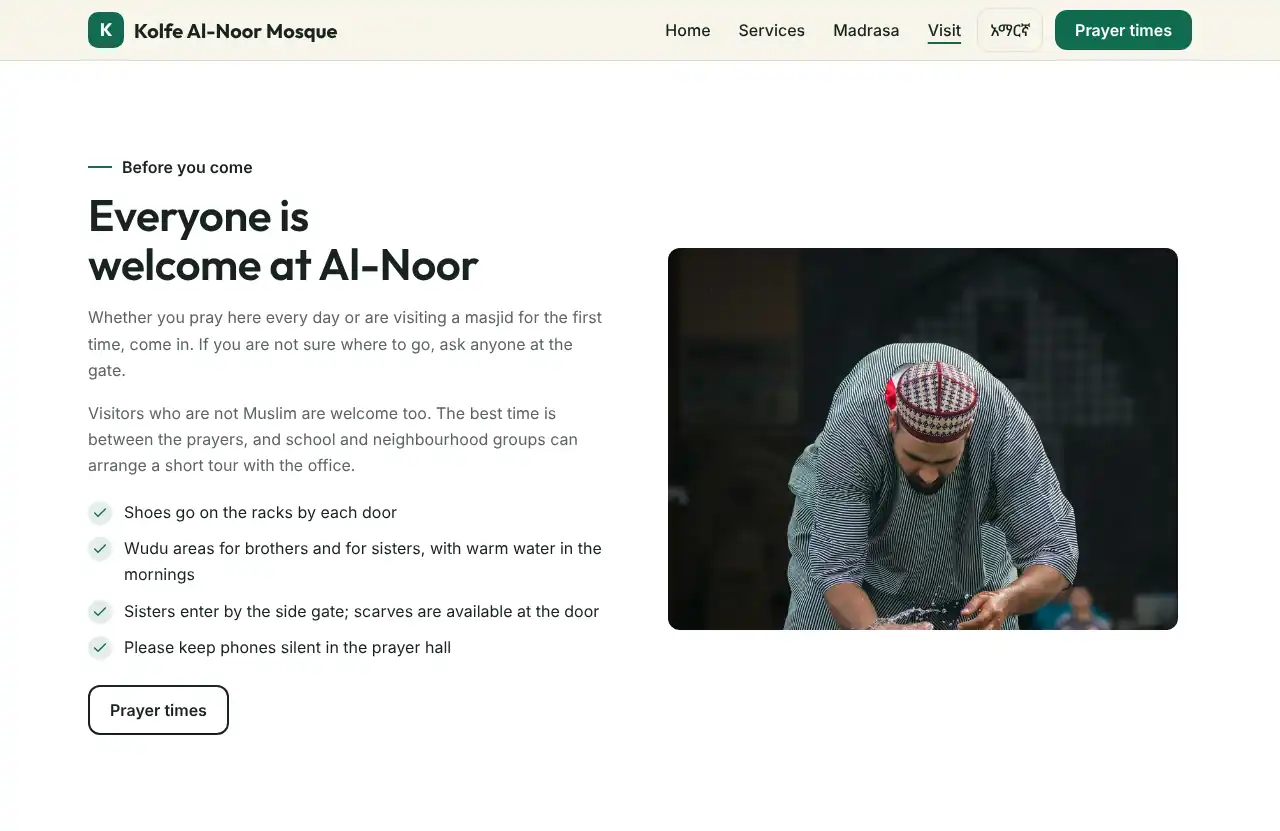 K Kolfe Al-Noor Mosque Home Services Madrasa Visit አማርኛ Prayer times
Before you come
Everyone is
welcome at Al-Noor
Whether you pray here every day or are visiting a masjid for the first
time, come in. If you are not sure where to go, ask anyone at the
gate.
Visitors who are not Muslim are welcome too. The best time is
between the prayers, and school and neighbourhood groups can
arrange a short tour with the office.
Shoes go on the racks by each door
Wudu areas for brothers and for sisters, with warm water in the
mornings
Sisters enter by the side gate; scarves are available at the door
Please keep phones silent in the prayer hall
Prayer times